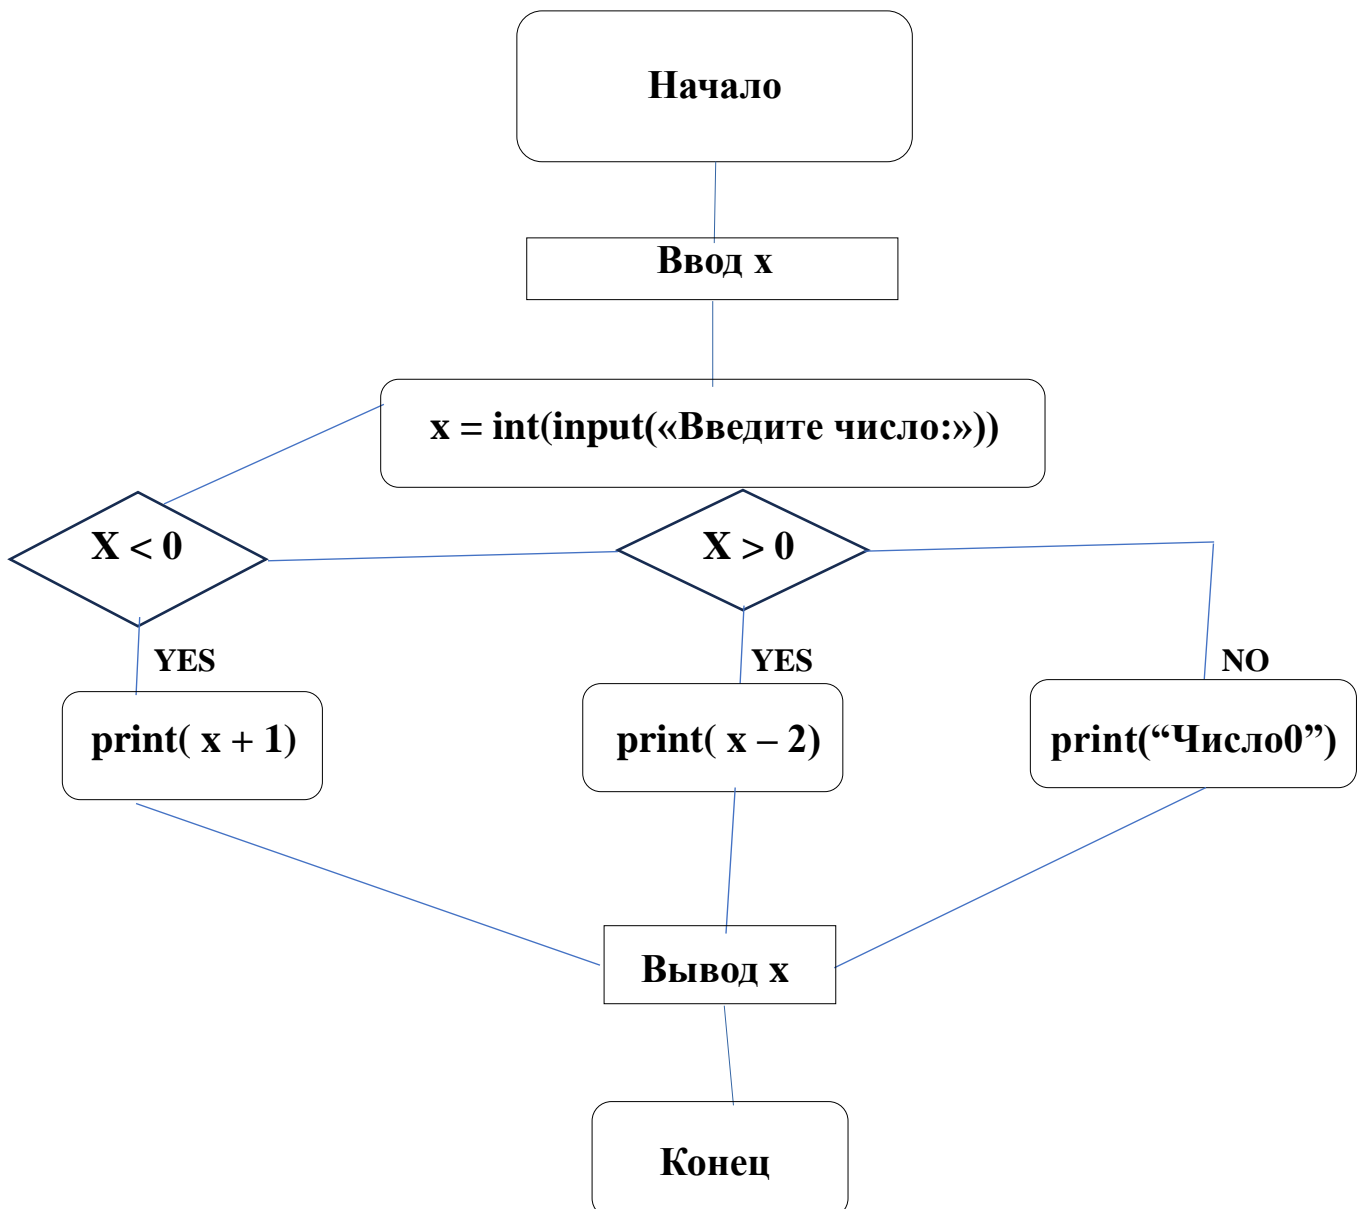 Начало
Ввод x
x = int(input(«Введите число:»))
X < 0
X > 0
YES
YES
NO
print( x + 1)
print( x – 2)
print(“Число0”)
Вывод x
Конец